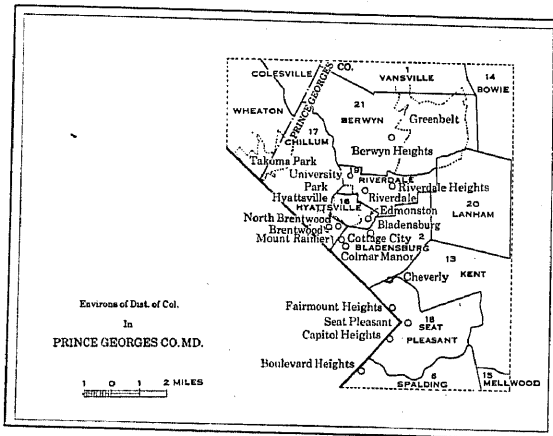 COLESVILLE
CO.
1
VANSVILLE
14
BOWIE
WHEATON
PRINCE GEORGES
21
BERWYN
Greenbelt
17
CHILLUM
Berwyn Heights
Takoma Park
University
Park
RIVERDALE
Riverdale Heights
Riverdale
20
LANHAM
Hyattsville
16
HYATTSVILLE
Edmonston
North Brentwood
Bladensburg
Brentwood
Cottage City
2
BLADENSBURG
Mount Rainier
Colmar Manor
13
KENT
Cheverly
Environs of Dist. of Col.
In
PRINCE GEORGES CO. MD.
Fairmount Heights
18
Seat Pleasant
SEAT
PLEASANT
Capitol Heights
Boulevard Heights
6
SPALDING
15
MELLWOOD
1 0 1 2 MILES